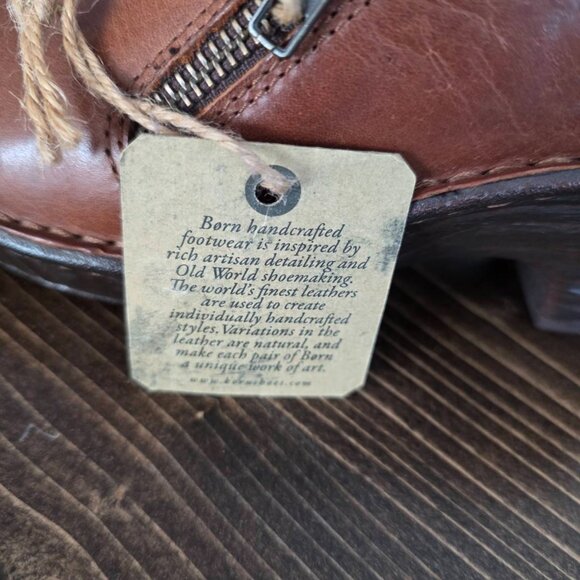 Børn handcrafted
footwear is inspired by
rich artisan detailing and
Old World shoemaking.
The world's finest leathers
are used to create
individually handcrafted
styles. Variations in the
leather are natural, and
make each pair of Børn
a unique work of art.